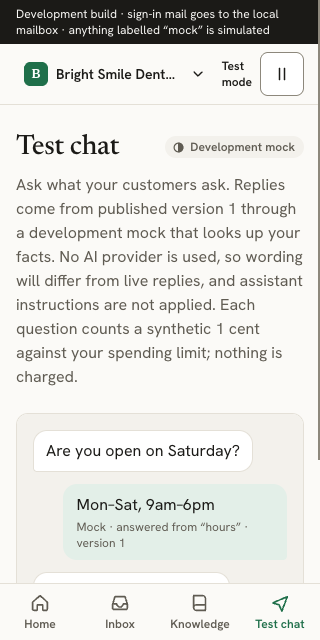 Development build · sign-in mail goes to the local
mailbox · anything labelled “mock” is simulated
B Bright Smile Dent... Test mode
Test chat
Development mock
Ask what your customers ask. Replies
come from published version 1 through
a development mock that looks up your
facts. No AI provider is used, so wording
will differ from live replies, and assistant
instructions are not applied. Each
question counts a synthetic 1 cent
against your spending limit; nothing is
charged.
Are you open on Saturday?
Mon–Sat, 9am–6pm
Mock · answered from “hours” ·
version 1
Home Inbox Knowledge Test chat